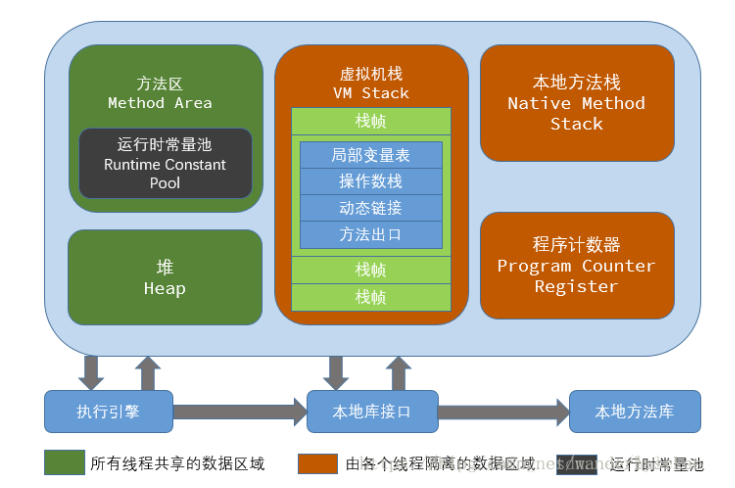 方法区
Method Area
运行时常量池
Runtime Constant
Pool
堆
Heap
虚拟机栈
VM Stack
栈帧
局部变量表
操作数栈
动态链接
方法出口
栈帧
栈帧
本地方法栈
Native Method
Stack
程序计数器
Program Counter
Register
执行引擎
本地库接口
本地方法库
所有线程共享的数据区域
由每个线程隔离的数据区域
运行时常量池